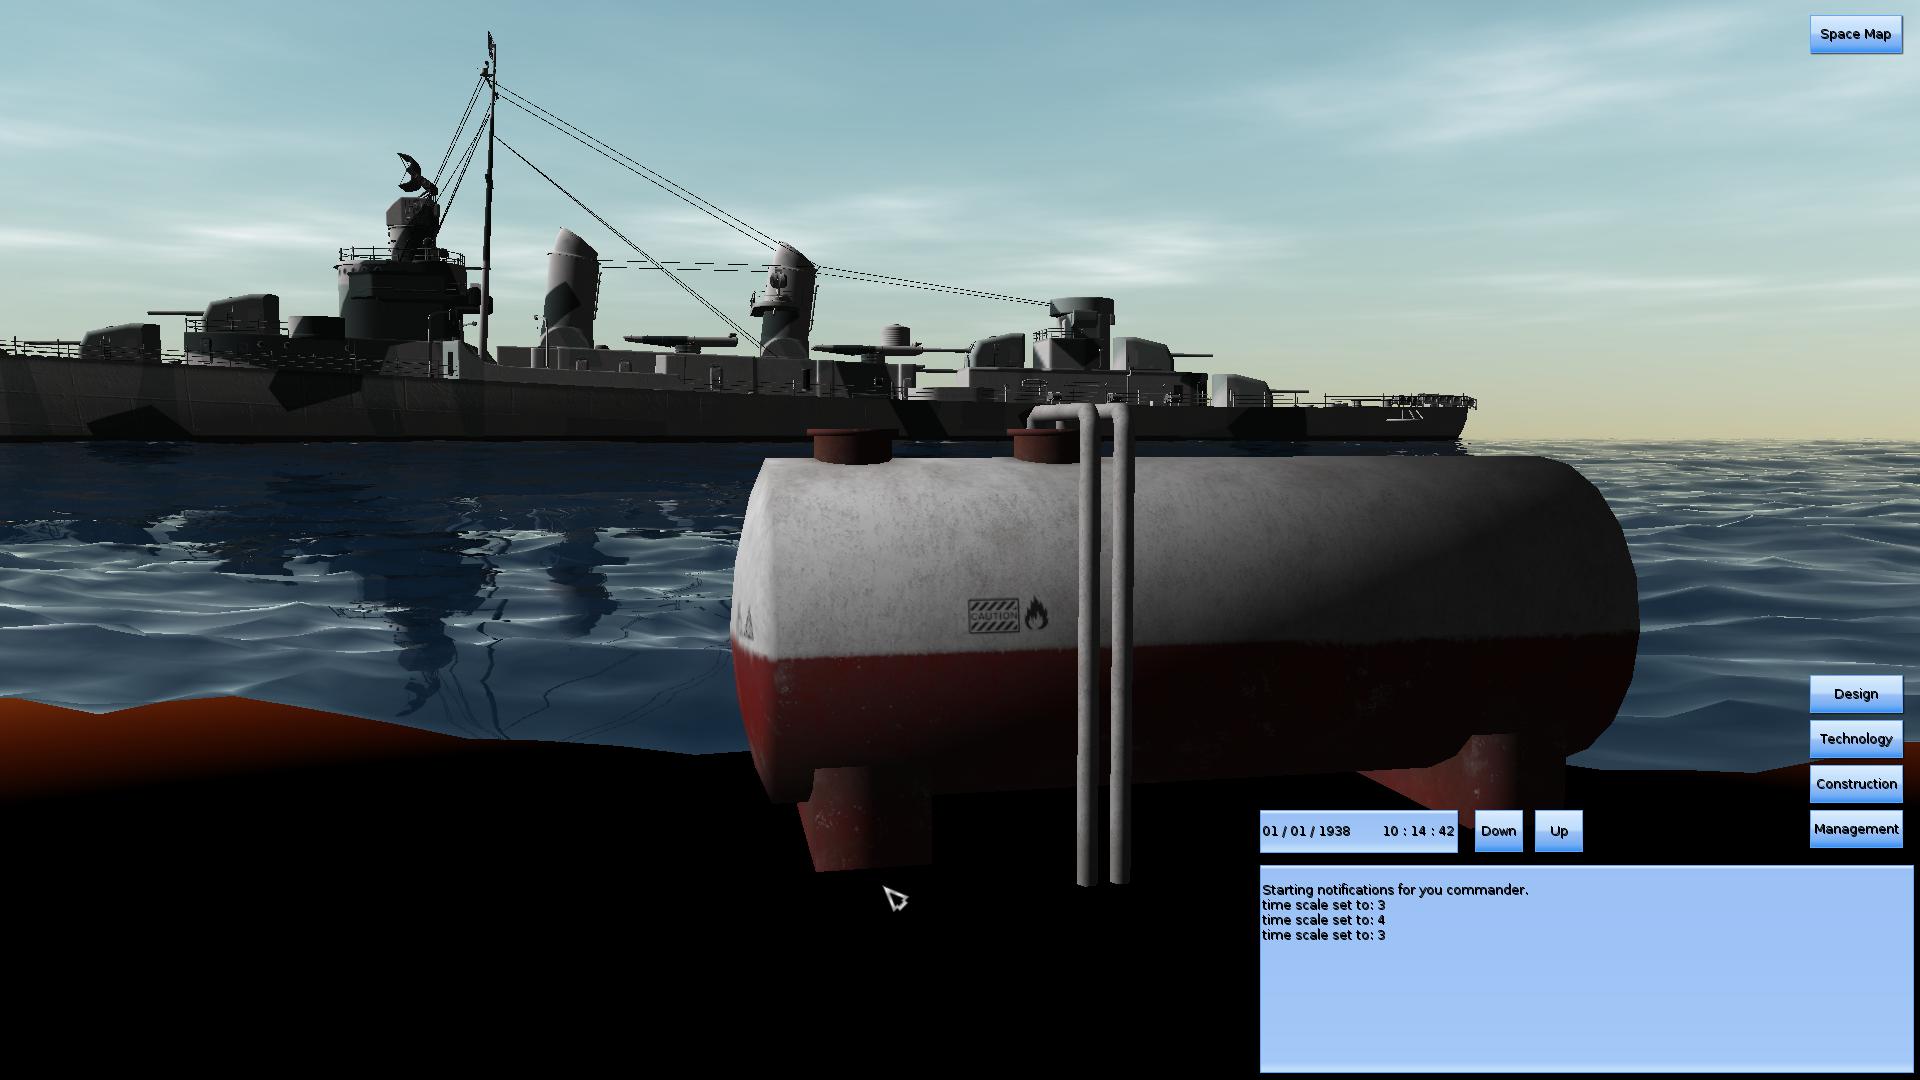 Space Map
CAUTION
Design
Technology
Construction
Management
01 / 01 / 1938 10 : 14 : 42 Down Up
Starting notifications for you commander.
time scale set to: 3
time scale set to: 4
time scale set to: 3